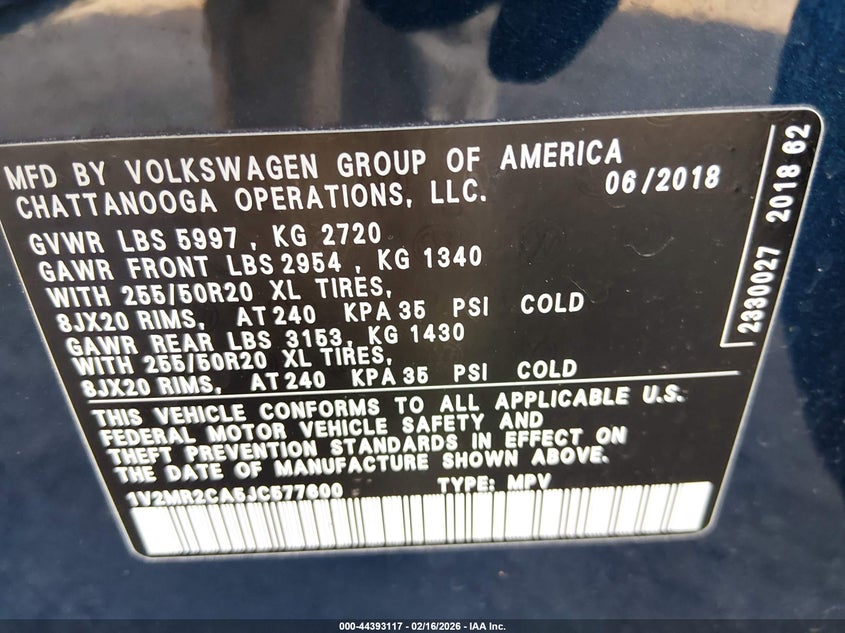 MFD BY VOLKSWAGEN GROUP OF AMERICA
CHATTANOOGA OPERATIONS, LLC. 06/2018
GVWR LBS 5997 , KG 2720
GAWR FRONT LBS 2954 , KG 1340
WITH 255/50R20 XL TIRES,
8JX20 RIMS, AT 240 KPA 35 PSI COLD
GAWR REAR LBS 3153, KG 1430
WITH 255/50R20 XL TIRES,
8JX20 RIMS, AT 240 KPA 35 PSI COLD
THIS VEHICLE CONFORMS TO ALL APPLICABLE U.S.
FEDERAL MOTOR VEHICLE SAFETY AND
THEFT PREVENTION STANDARDS IN EFFECT ON
THE DATE OF MANUFACTURE SHOWN ABOVE.
1V2MR2CA5JC577600 TYPE: MPV
2330027 2018 62
000-44393117 - 02/16/2026 - IAA Inc.